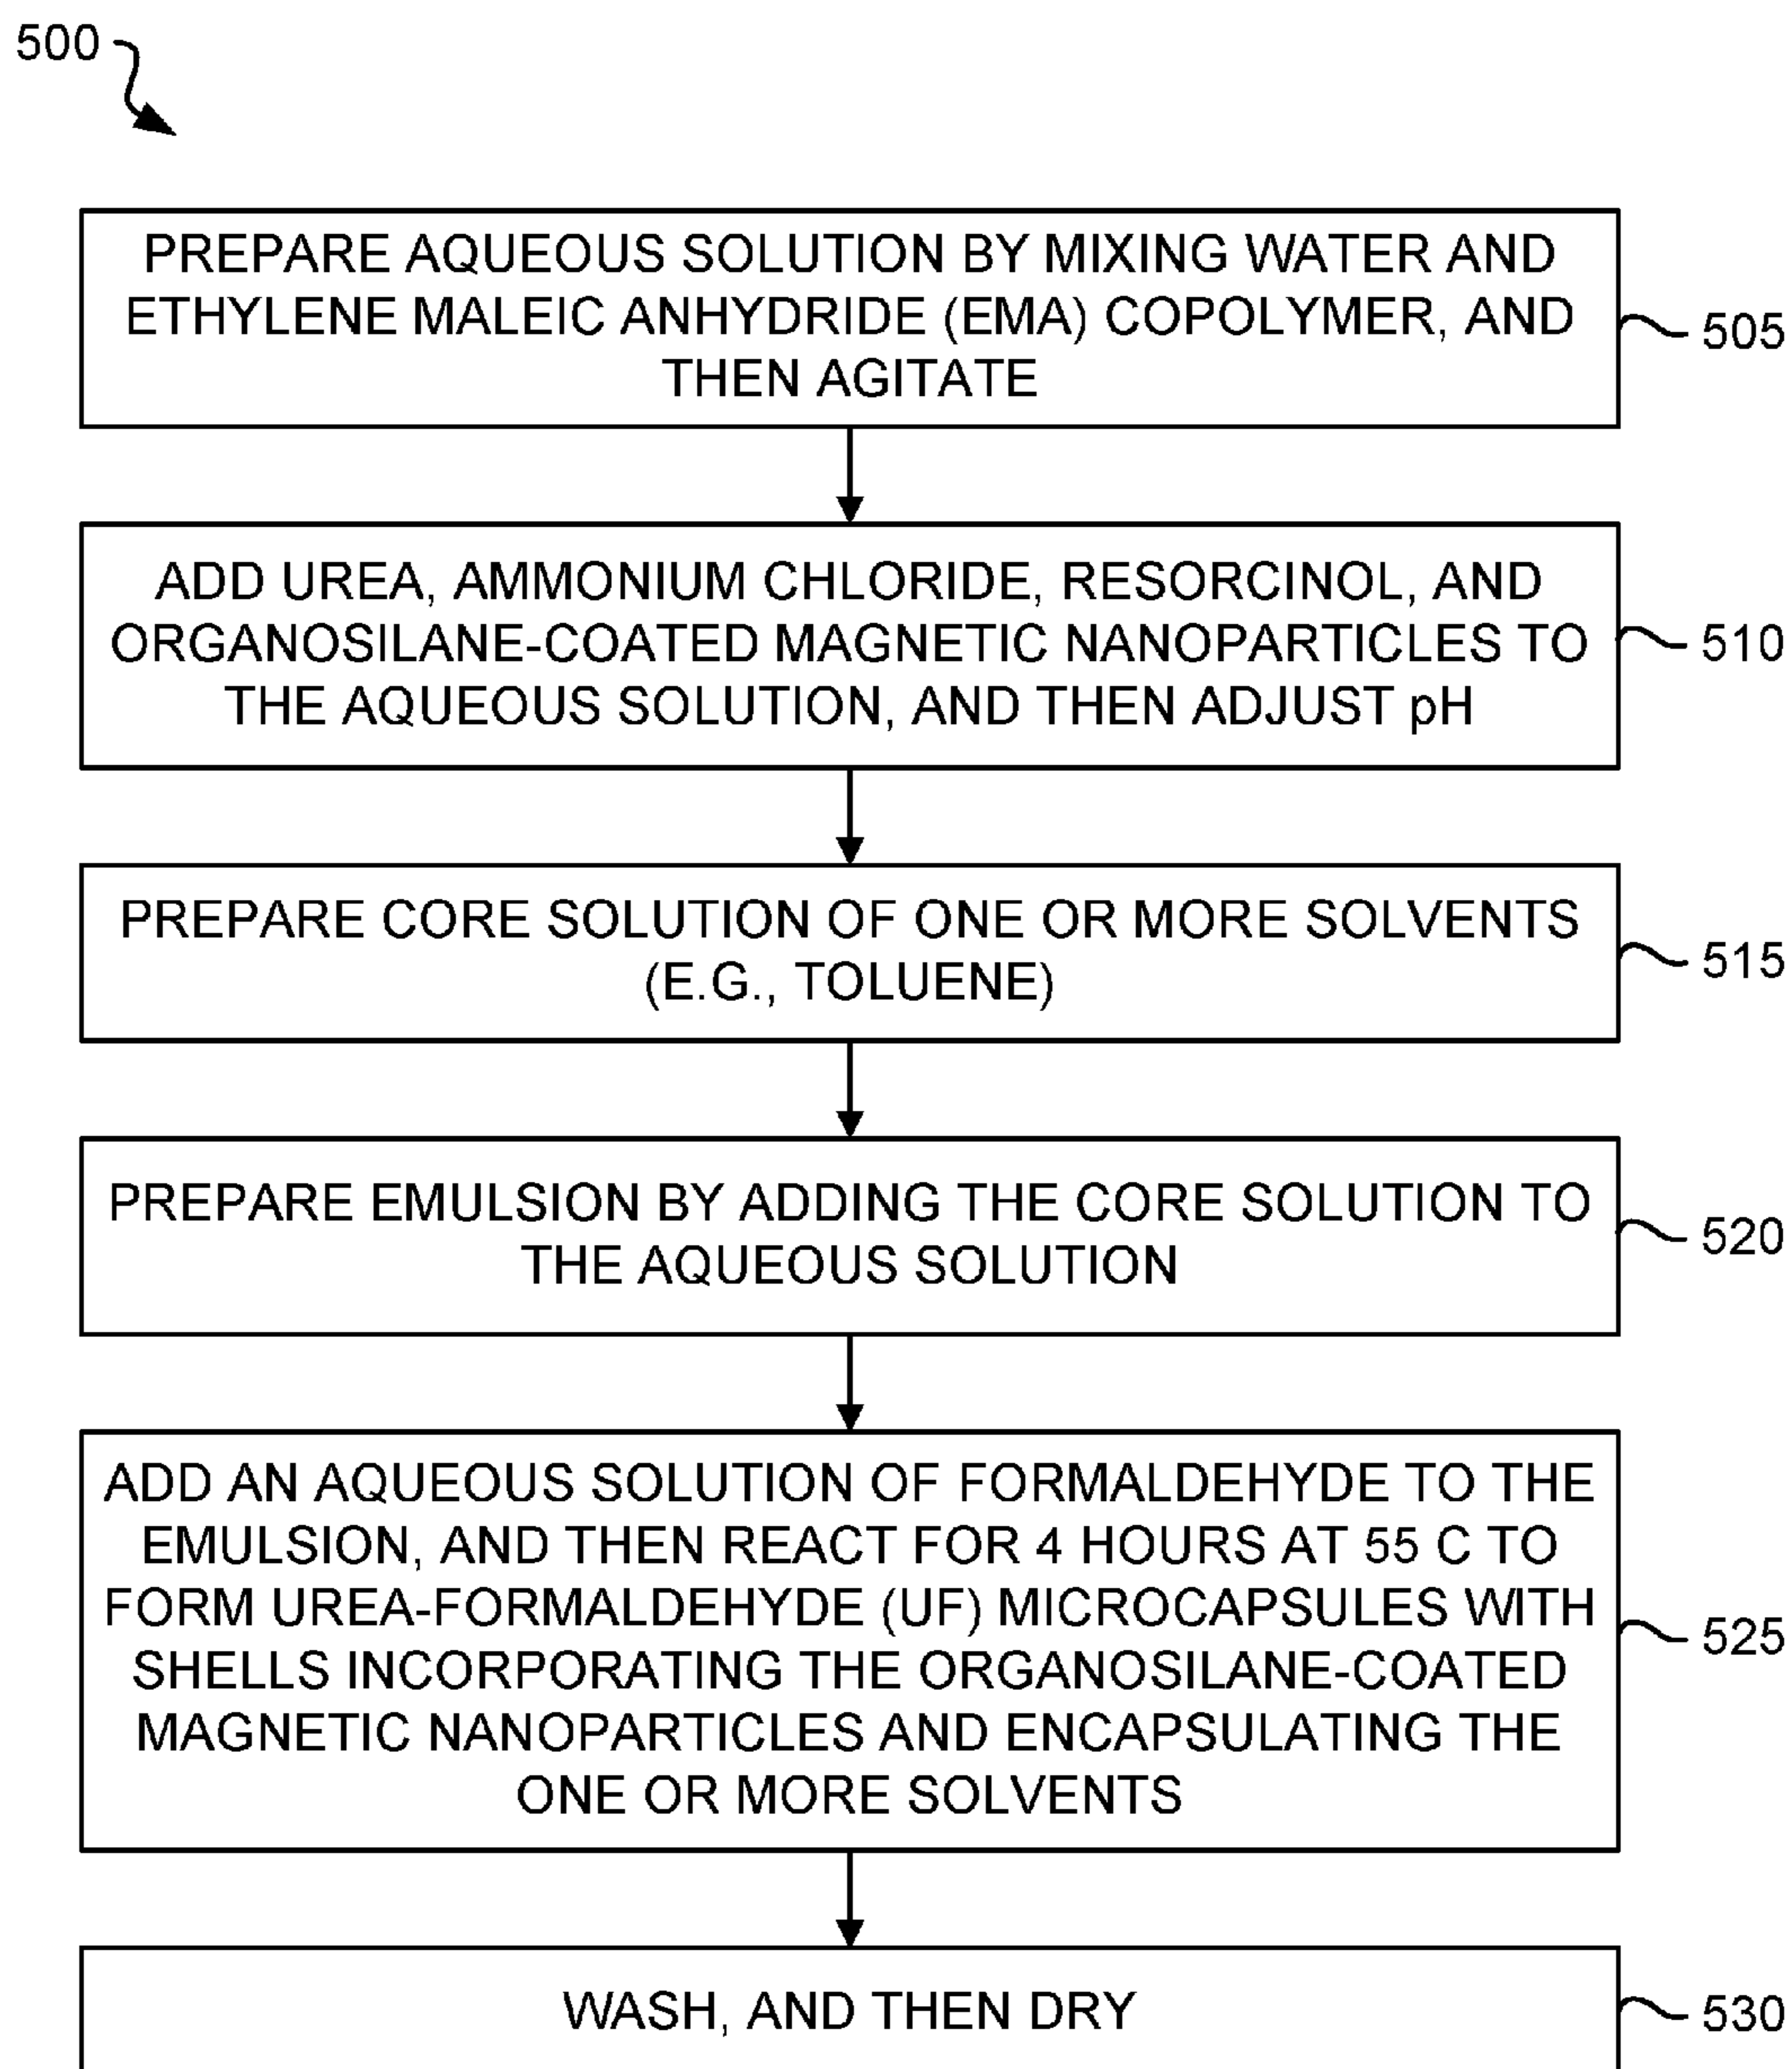 500
PREPARE AQUEOUS SOLUTION BY MIXING WATER AND
ETHYLENE MALEIC ANHYDRIDE (EMA) COPOLYMER, AND
THEN AGITATE
505
ADD UREA, AMMONIUM CHLORIDE, RESORCINOL, AND
ORGANOSILANE-COATED MAGNETIC NANOPARTICLES TO
THE AQUEOUS SOLUTION, AND THEN ADJUST pH
510
PREPARE CORE SOLUTION OF ONE OR MORE SOLVENTS
(E.G., TOLUENE)
515
PREPARE EMULSION BY ADDING THE CORE SOLUTION TO
THE AQUEOUS SOLUTION
520
ADD AN AQUEOUS SOLUTION OF FORMALDEHYDE TO THE
EMULSION, AND THEN REACT FOR 4 HOURS AT 55 C TO
FORM UREA-FORMALDEHYDE (UF) MICROCAPSULES WITH
SHELLS INCORPORATING THE ORGANOSILANE-COATED
MAGNETIC NANOPARTICLES AND ENCAPSULATING THE
ONE OR MORE SOLVENTS
525
WASH, AND THEN DRY
530